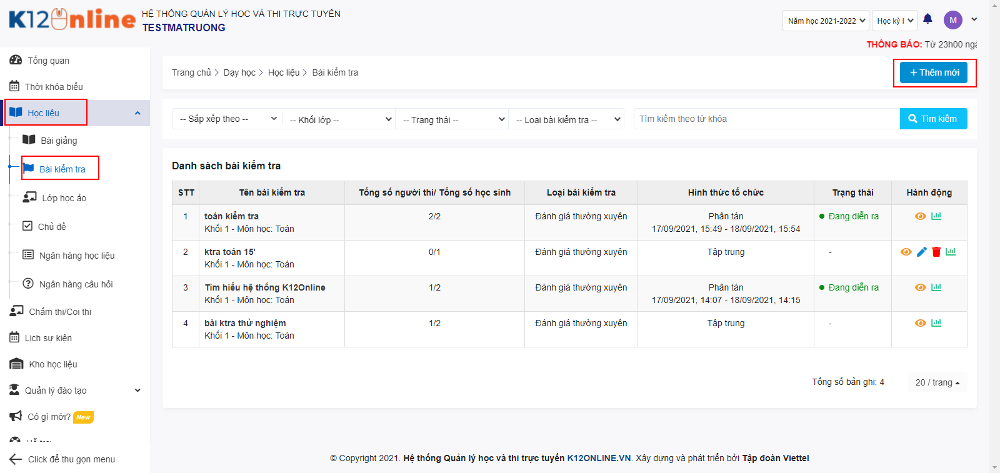 K12Online
HỆ THỐNG QUẢN LÝ HỌC VÀ THI TRỰC TUYẾN
TESTMATRUONG
Năm học 2021-2022
Học kỳ I
M
THÔNG BÁO: Từ 23h00 ngà
Tổng quan
Thời khóa biểu
Học liệu
Bài giảng
Bài kiểm tra
Lớp học ảo
Chủ đề
Ngân hàng học liệu
Ngân hàng câu hỏi
Chấm thi/Coi thi
Lịch sự kiện
Kho học liệu
Quản lý đào tạo
Có gì mới? New
Click để thu gọn menu
Trang chủ > Dạy học > Học liệu > Bài kiểm tra
+ Thêm mới
-- Sắp xếp theo --
-- Khối lớp --
-- Trạng thái --
-- Loại bài kiểm tra --
Tìm kiếm theo từ khóa
Tìm kiếm
Danh sách bài kiểm tra
STT Tên bài kiểm tra Tổng số người thi/ Tổng số học sinh Loại bài kiểm tra Hình thức tổ chức Trạng thái Hành động
1 toán kiểm tra 2/2 Đánh giá thường xuyên Phân tán Đang diễn ra
Khối 1 - Môn học: Toán 17/09/2021, 15:49 - 18/09/2021, 15:54
2 ktra toán 15' 0/1 Đánh giá thường xuyên Tập trung -
Khối 1 - Môn học: Toán
3 Tìm hiểu hệ thống K12Online 1/2 Đánh giá thường xuyên Phân tán Đang diễn ra
Khối 1 - Môn học: Toán 17/09/2021, 14:07 - 18/09/2021, 14:15
4 bài ktra thử nghiệm 1/2 Đánh giá thường xuyên Tập trung -
Khối 1 - Môn học: Toán
Tổng số bản ghi: 4
20 / trang
© Copyright 2021. Hệ thống Quản lý học và thi trực tuyến K12ONLINE.VN. Xây dựng và phát triển bởi Tập đoàn Viettel